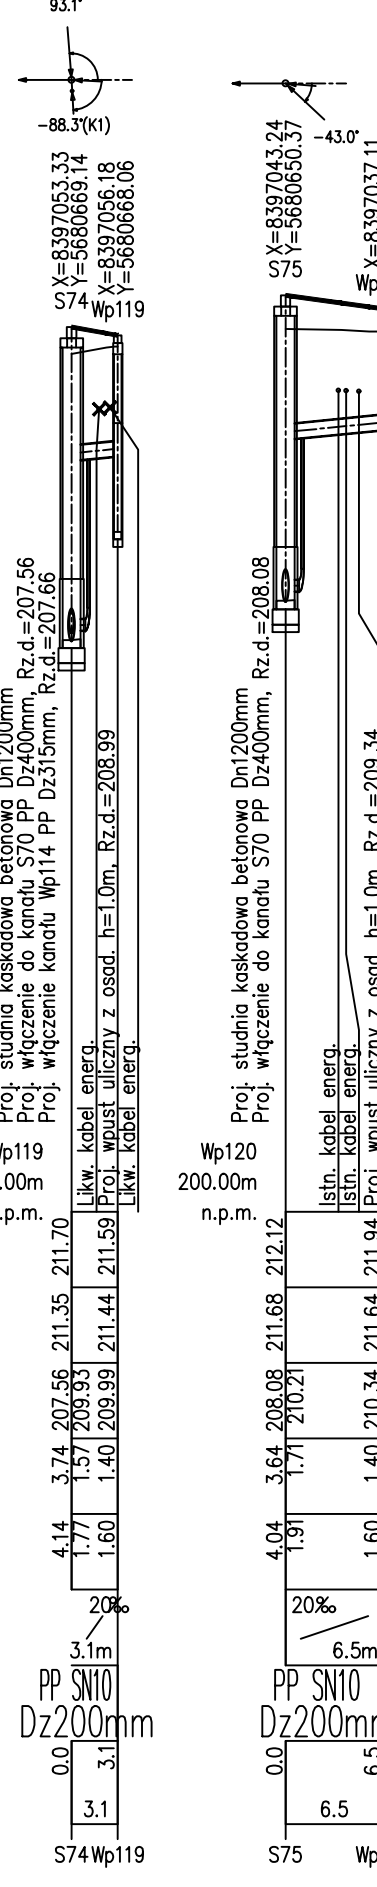 93.1°
-88.3°(K1)
X=8397053.33
Y=5680669.14
S74
X=8397056.18
Y=5680668.06
Wp119
Proj. studnia kaskadowa betonowa Dn1200mm
Proj. włączenie do kanału S70 PP Dz400mm, Rz.d.=207.56
Proj. włączenie kanału Wp114 PP Dz315mm, Rz.d.=207.66
Likw. kabel energ.
Proj. wpust uliczny z osad. h=1.0m, Rz.d.=208.99
Likw. kabel energ.
Wp119
.00m
.p.m.
211.70 211.59
211.35 211.44
207.56 209.93 209.99
3.74 1.57 1.40
4.14 1.77 1.60
20‰
3.1m
PP SN10
Dz200mm
0.0 3.1
3.1
S74 Wp119
-43.0°
X=8397043.24
Y=5680650.37
S75
X=8397037.11
Wp
Proj. studnia kaskadowa betonowa Dn1200mm
Proj. włączenie do kanału S70 PP Dz400mm, Rz.d.=208.08
Istn. kabel energ.
Istn. kabel energ.
Proj. wpust uliczny z osad. h=1.0m, Rz.d.=209.34
Wp120
200.00m
n.p.m.
212.12 211.94
211.68 211.64
208.08 210.21 210.34
3.64 1.71 1.40
4.04 1.91 1.60
20‰
6.5m
PP SN10
Dz200mm
0.0 6.5
6.5
S75 Wp